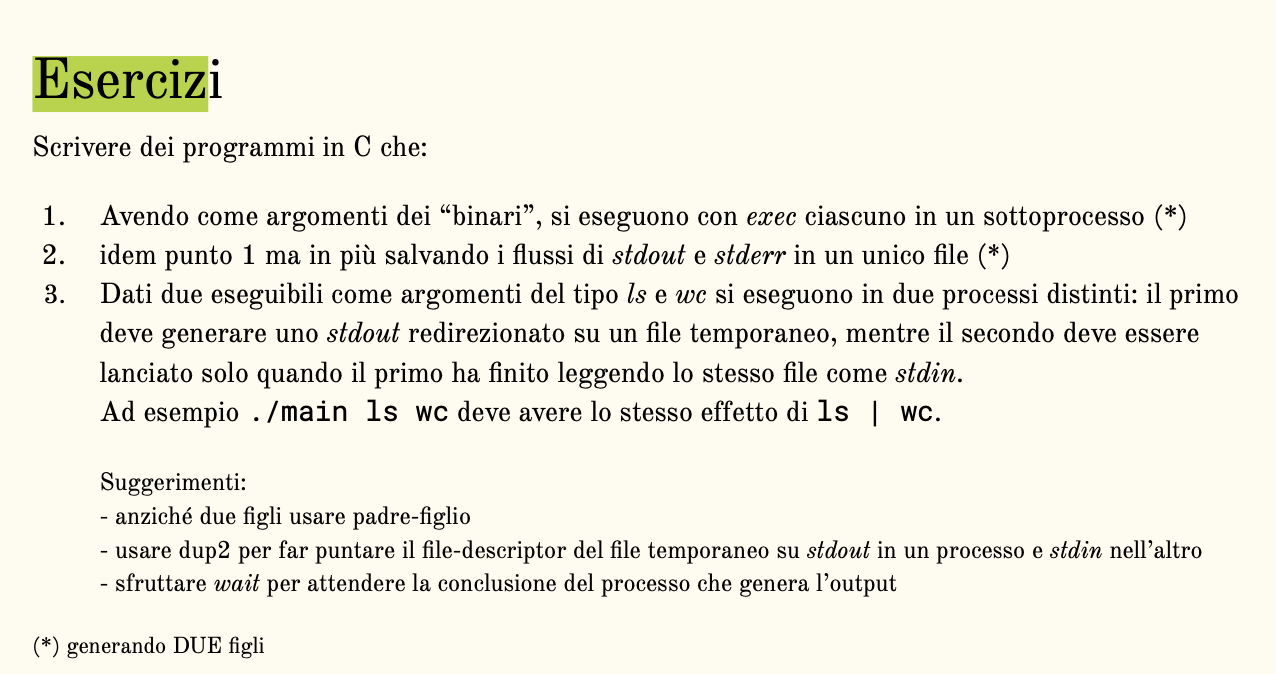 Esercizi
Scrivere dei programmi in C che:
1. Avendo come argomenti dei “binari”, si eseguono con exec ciascuno in un sottoprocesso (*)
2. idem punto 1 ma in più salvando i flussi di stdout e stderr in un unico file (*)
3. Dati due eseguibili come argomenti del tipo ls e wc si eseguono in due processi distinti: il primo
deve generare uno stdout redirezionato su un file temporaneo, mentre il secondo deve essere
lanciato solo quando il primo ha finito leggendo lo stesso file come stdin.
Ad esempio ./main ls wc deve avere lo stesso effetto di ls | wc.
Suggerimenti:
- anziché due figli usare padre-figlio
- usare dup2 per far puntare il file-descriptor del file temporaneo su stdout in un processo e stdin nell’altro
- sfruttare wait per attendere la conclusione del processo che genera l’output
(*) generando DUE figli